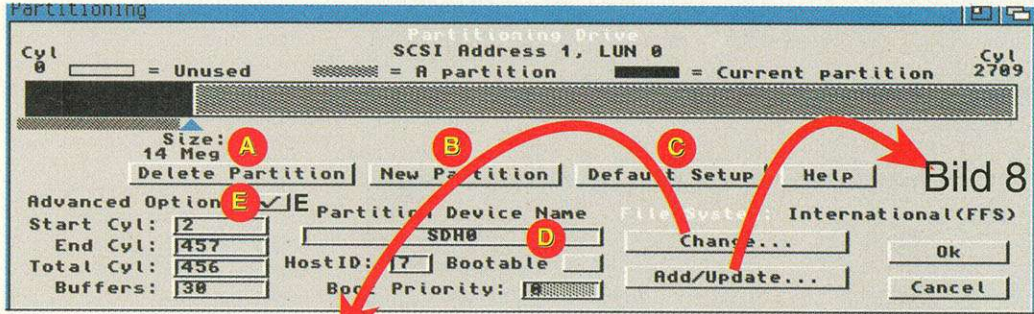 Partitioning
Partitioning Drive
SCSI Address 1, LUN 0
Cyl
0
= Unused
= A partition
= Current partition
Cyl
2709
Size:
14 Meg
A
B
C
Delete Partition
New Partition
Default Setup
Help
Bild 8
Advanced Option
E
E
Partition Device Name
File System: International(FFS)
Start Cyl: 2
SDH0
D
Change...
End Cyl: 457
Ok
Total Cyl: 456
HostID: 7
Bootable
Add/Update...
Buffers: 30
Boot Priority: 0
Cancel